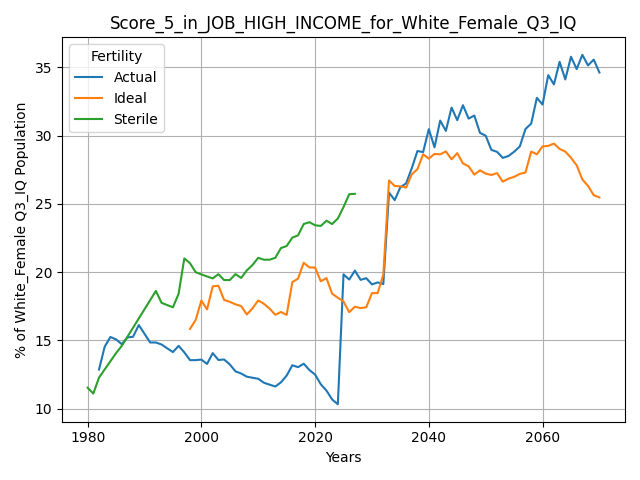 Score_5_in_JOB_HIGH_INCOME_for_White_Female_Q3_IQ
Fertility
Actual
Ideal
Sterile
% of White_Female Q3_IQ Population
35
30
25
20
15
10
1980
2000
2020
2040
2060
Years